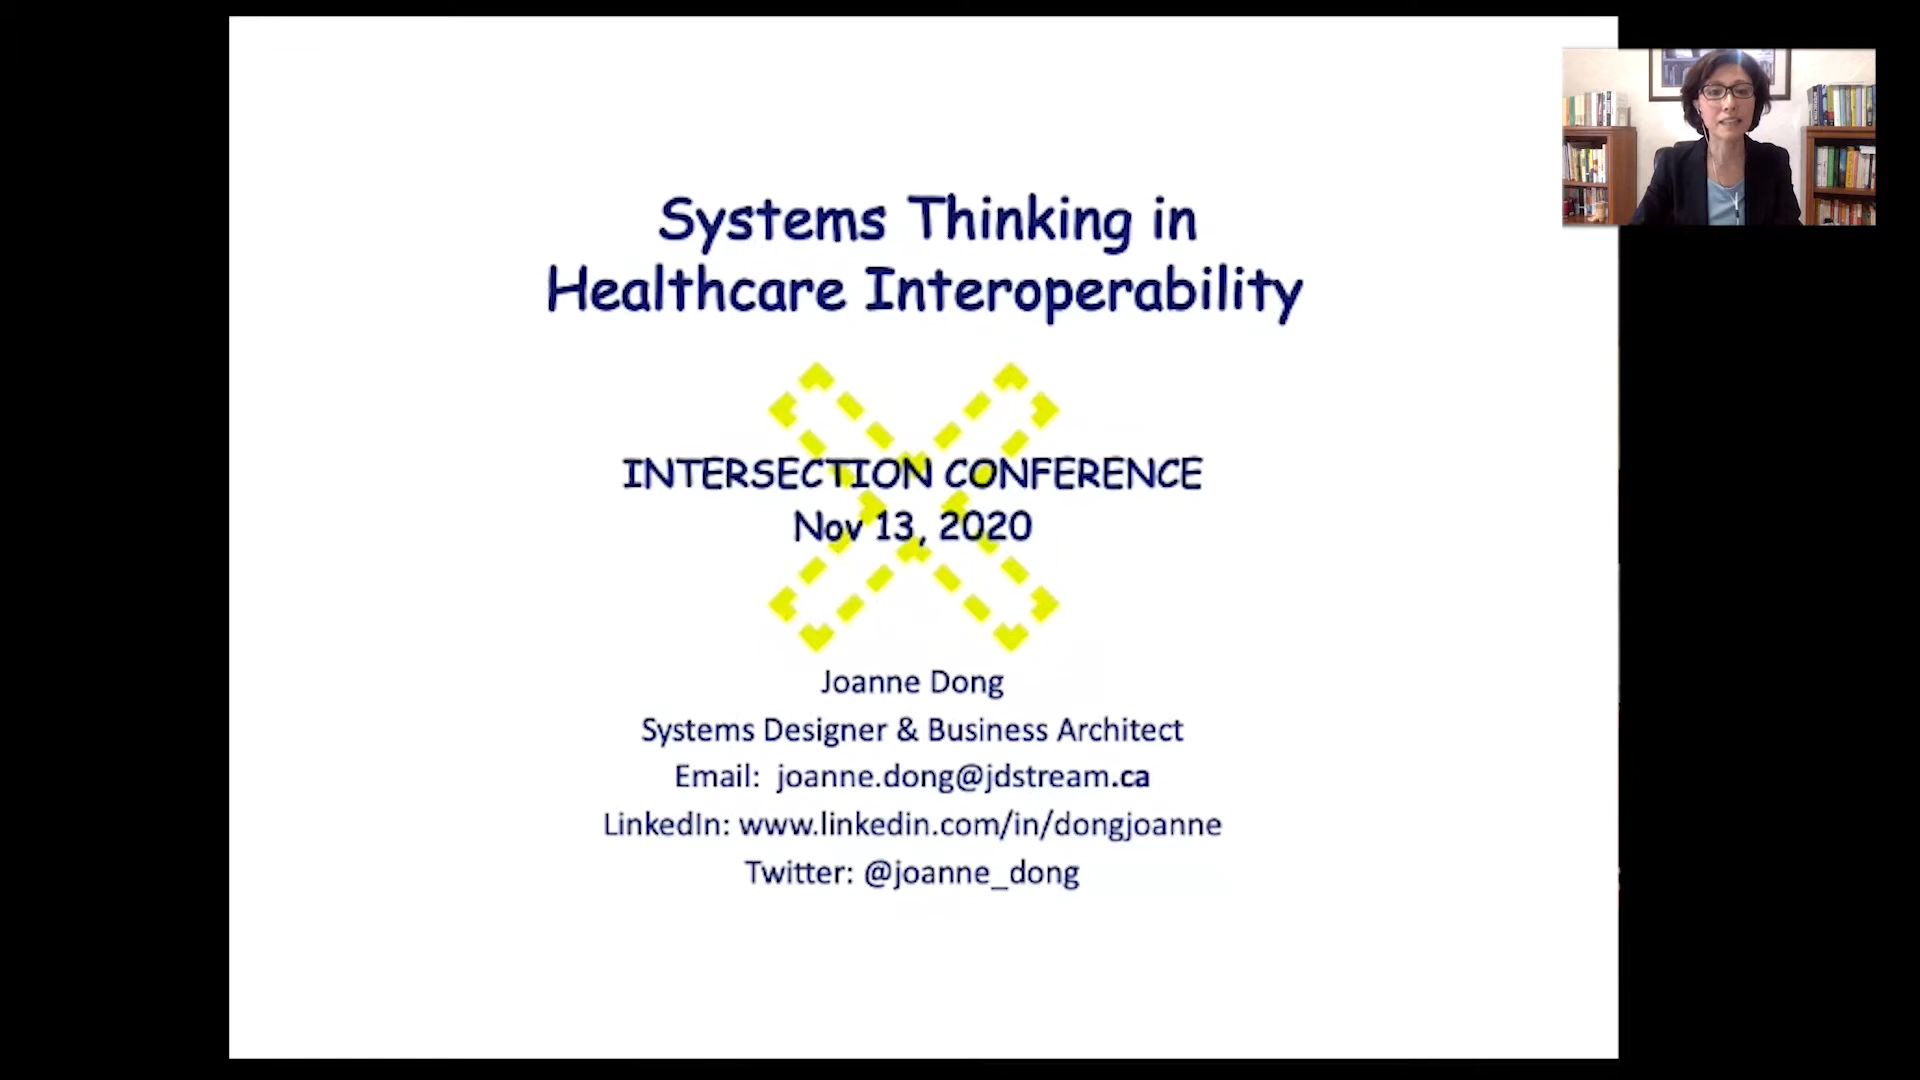 Systems Thinking in
Healthcare Interoperability
INTERSECTION CONFERENCE
Nov 13, 2020
Joanne Dong
Systems Designer & Business Architect
Email: joanne.dong@jdstream.ca
LinkedIn: www.linkedin.com/in/dongjoanne
Twitter: @joanne_dong